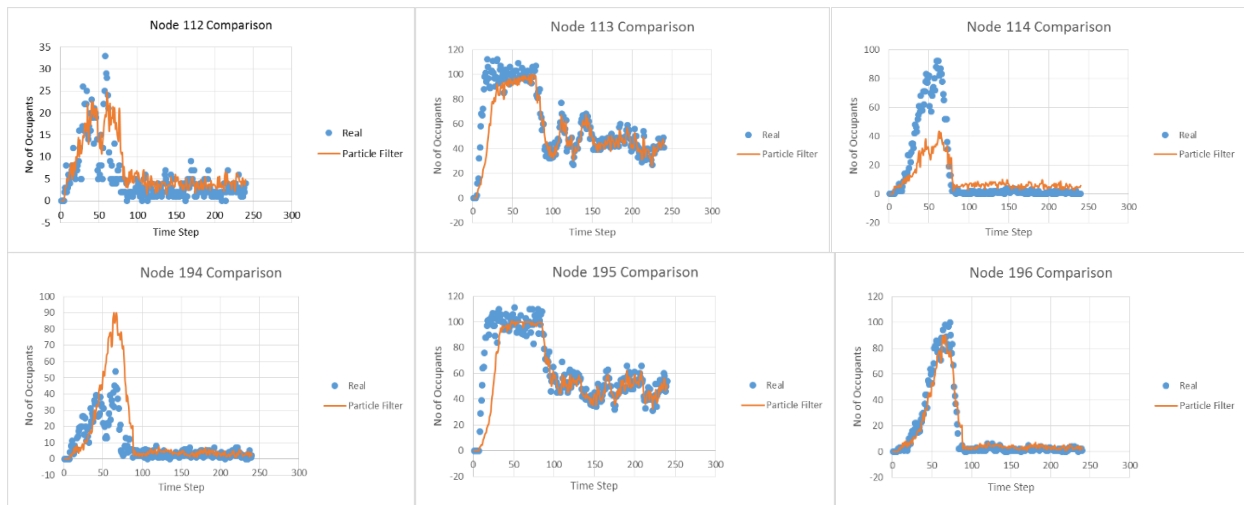 Node 112 Comparison
35
30
25
20
15
10
5
0
-5
0 50 100 150 200 250 300
No of Occupants
Time Step
Real
Particle Filter
Node 113 Comparison
120
100
80
60
40
20
0
-20
0 50 100 150 200 250 300
No of Occupants
Time Step
Real
Particle Filter
Node 114 Comparison
100
80
60
40
20
0
-20
0 50 100 150 200 250 300
No of Occupants
Time Step
Real
Particle Filter
Node 194 Comparison
100
90
80
70
60
50
40
30
20
10
0
-10
0 50 100 150 200 250 300
No of Occupants
Time Step
Real
Particle Filter
Node 195 Comparison
120
100
80
60
40
20
0
-20
0 50 100 150 200 250 300
No of Occupants
Time Step
Real
Particle Filter
Node 196 Comparison
120
100
80
60
40
20
0
-20
0 50 100 150 200 250 300
No of Occupants
Time Step
Real
Particle Filter